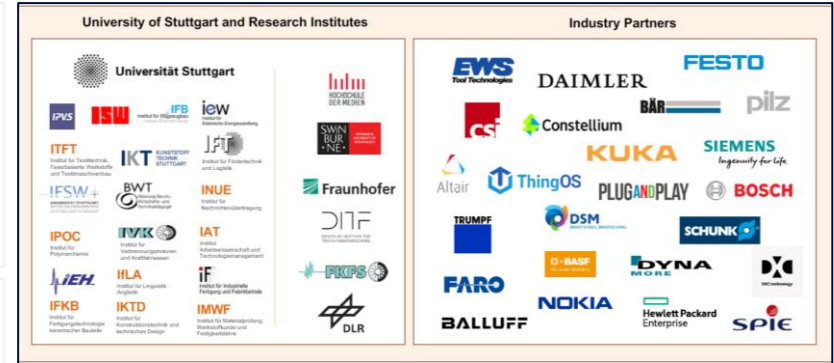 University of Stuttgart and Research Institutes
Universität Stuttgart
IPVS
ISW
IFB
Institut für Flugzeugbau
iew
Institut für
Elektrische Energiewandlung
ITFT
Institut für Textiltechnik,
Faserbasierte Werkstoffe
und Textilmaschinenbau
IKT
KUNSTSTOFF
TECHNIK
STUTTGART
IFT
Institut für Fördertechnik
und Logistik
IFSW
BWT
INUE
Institut für
Nachrichtenübertragung
IPOC
Institut für
Polymerchemie
IVK
Institut für
Verbrennungsmotoren
und Kraftfahrwesen
IAT
Institut
Arbeitswissenschaft und
Technologiemanagement
IEH
IfLA
Institut für Linguistik
Anglistik
iF
Institut für Industrielle
Fertigung und Fabrikbetrieb
IFKB
Institut für
Fertigungstechnologie
keramischer Bauteile
IKTD
Institut für
Konstruktionstechnik und
technisches Design
IMWF
Institut für Materialprüfung,
Werkstoffkunde und
Festigkeitslehre
hdm
HOCHSCHULE
DER MEDIEN
SWIN
BUR
NE
Fraunhofer
DITF
FKFS
DLR
Industry Partners
EWS
Tool Technologies
DAIMLER
FESTO
csi
Constellium
BÄR
pilz
KUKA
SIEMENS
Ingenuity for life
Altair
ThingOS
PLUGANDPLAY
BOSCH
TRUMPF
DSM
SCHUNK
BASF
DYNA
MORE
FARO
NOKIA
BALLUFF
Hewlett Packard
Enterprise
SPIE